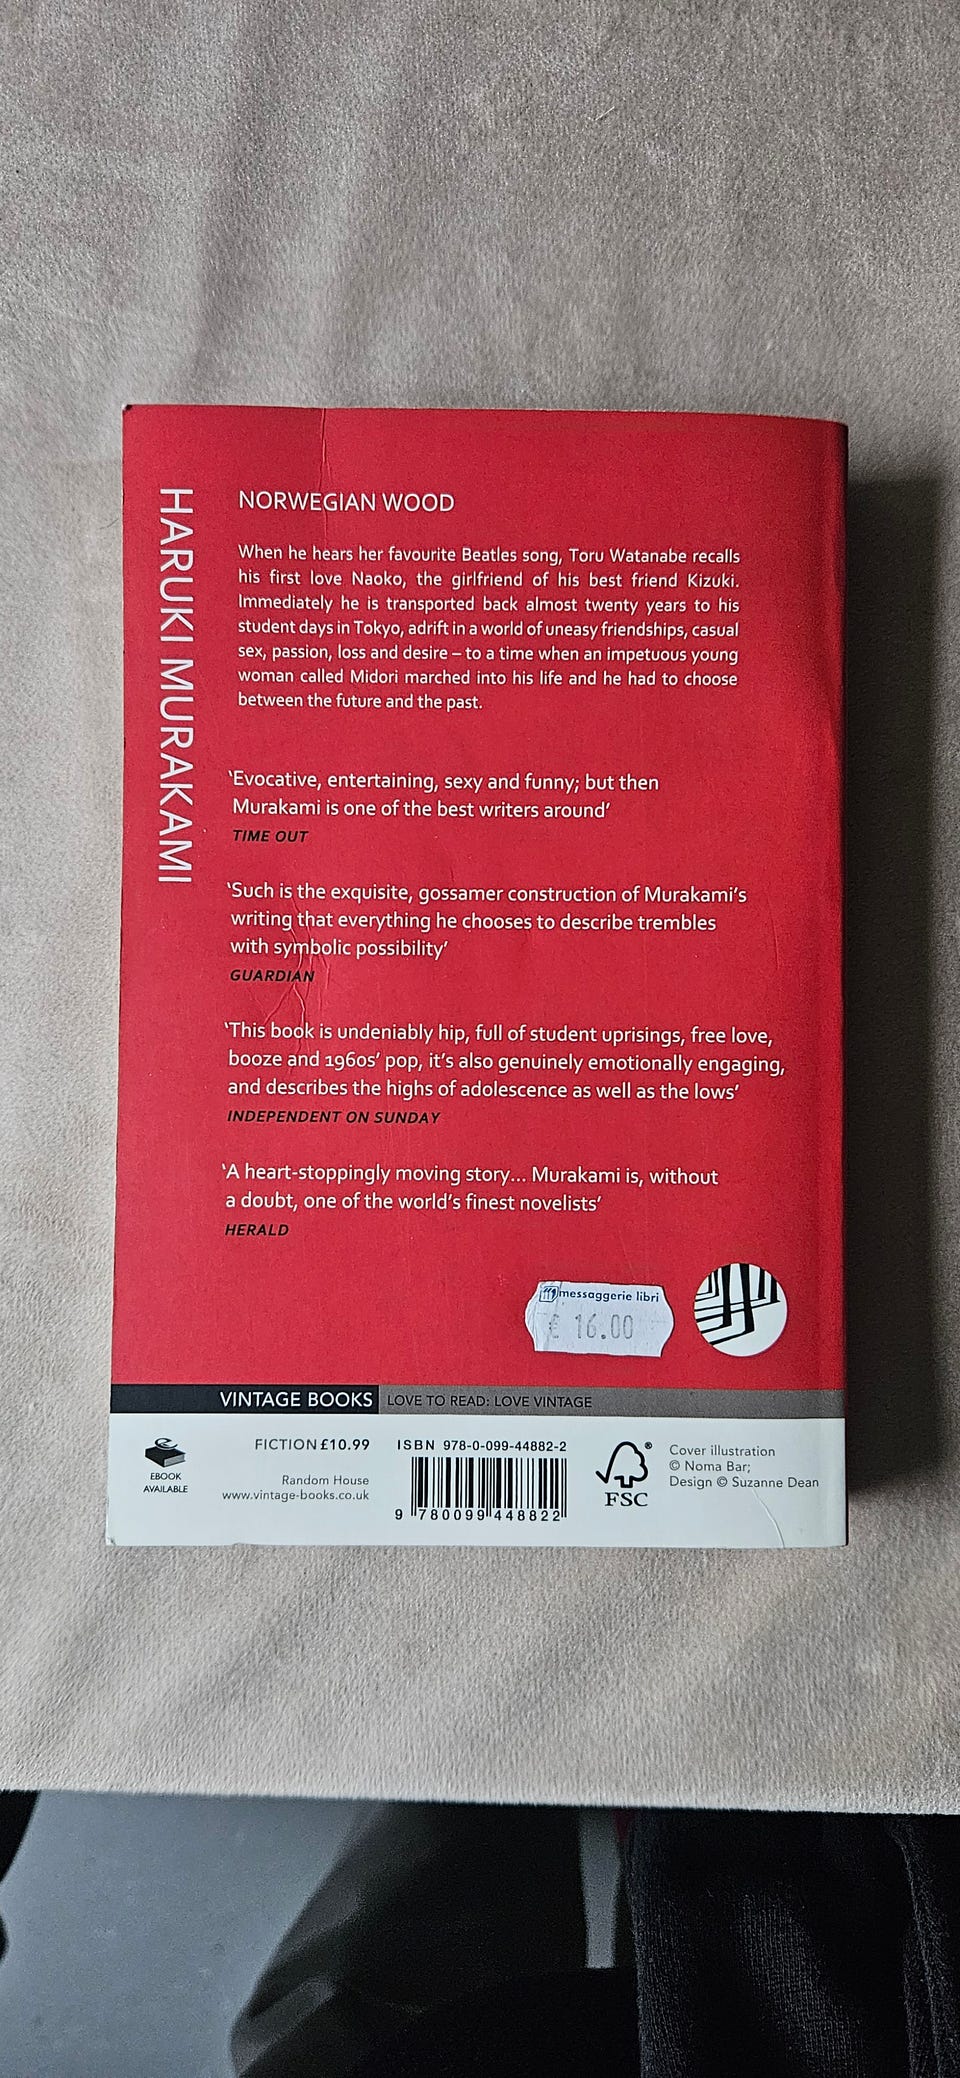 HARUKI MURAKAMI
NORWEGIAN WOOD
When he hears her favourite Beatles song, Toru Watanabe recalls
his first love Naoko, the girlfriend of his best friend Kizuki.
Immediately he is transported back almost twenty years to his
student days in Tokyo, adrift in a world of uneasy friendships, casual
sex, passion, loss and desire – to a time when an impetuous young
woman called Midori marched into his life and he had to choose
between the future and the past.
‘Evocative, entertaining, sexy and funny; but then
Murakami is one of the best writers around’
TIME OUT
‘Such is the exquisite, gossamer construction of Murakami’s
writing that everything he chooses to describe trembles
with symbolic possibility’
GUARDIAN
‘This book is undeniably hip, full of student uprisings, free love,
booze and 1960s’ pop, it’s also genuinely emotionally engaging,
and describes the highs of adolescence as well as the lows’
INDEPENDENT ON SUNDAY
‘A heart-stoppingly moving story... Murakami is, without
a doubt, one of the world’s finest novelists’
HERALD
messaggerie libri
€ 16.00
VINTAGE BOOKS LOVE TO READ: LOVE VINTAGE
EBOOK
AVAILABLE
FICTION £10.99
Random House
www.vintage-books.co.uk
ISBN 978-0-099-44882-2
9 780099 448822
FSC
®
Cover illustration
© Noma Bar;
Design © Suzanne Dean